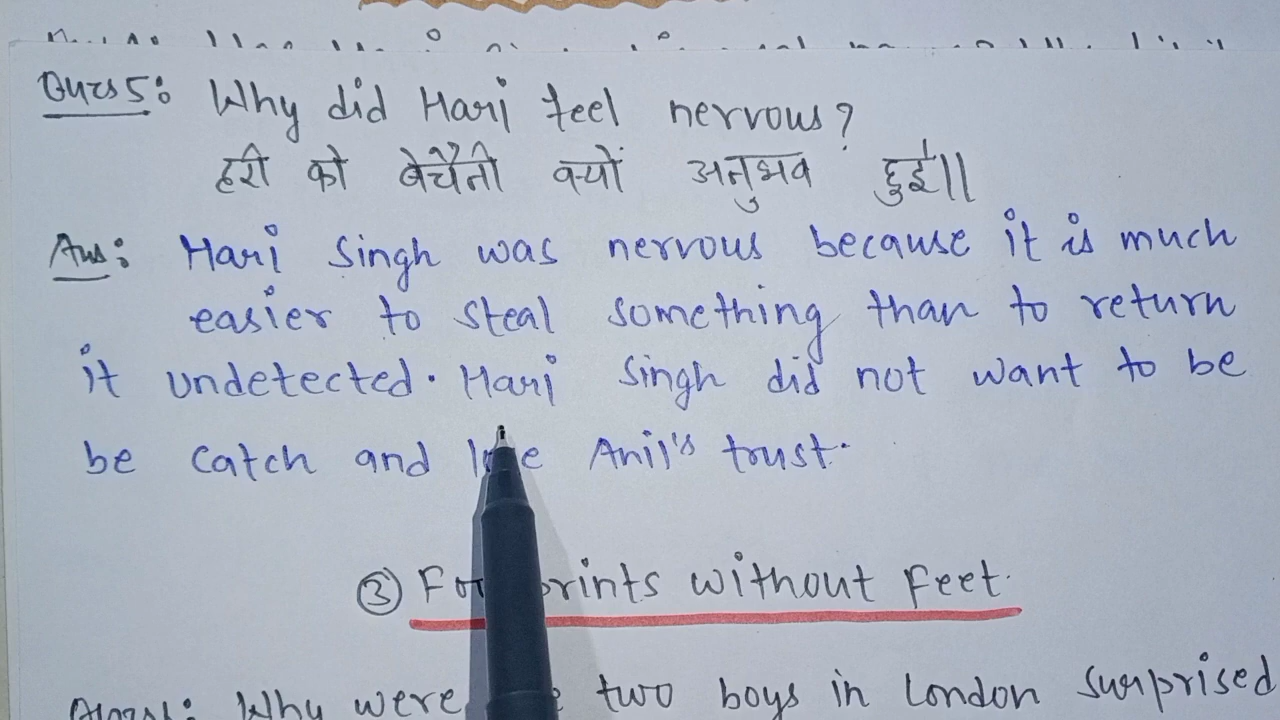 Ques 5: Why did Hari feel nervous?
हरी को बेचैनी क्यों अनुभव हुई॥
Ans: Hari Singh was nervous because it is much
easier to steal something than to return
it undetected. Hari Singh did not want to be
be catch and Anil's trust.
③ without Feet.
Why were two boys in London surprised